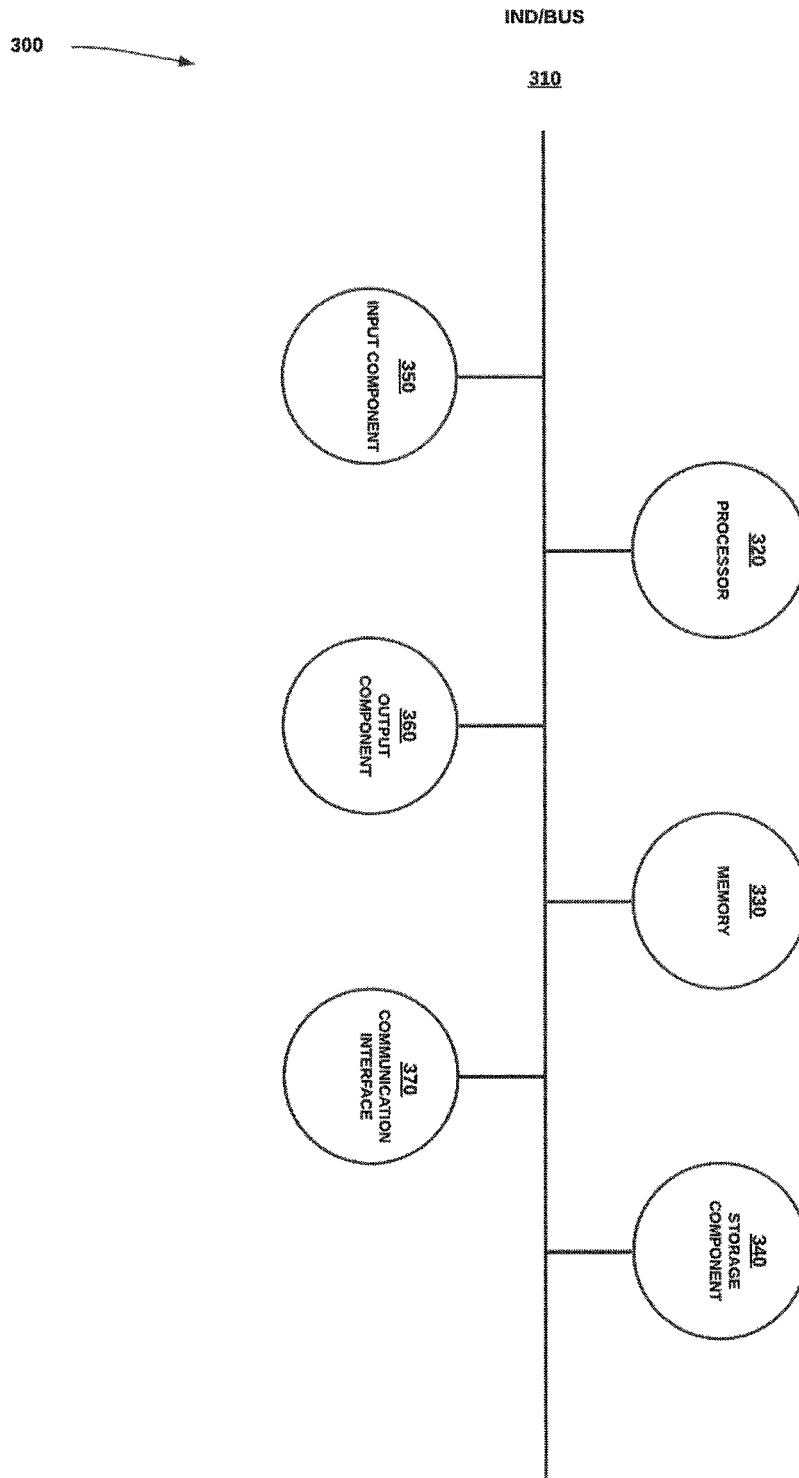 300
IND/BUS
310
350
INPUT COMPONENT
320
PROCESSOR
360
OUTPUT
COMPONENT
330
MEMORY
370
COMMUNICATION
INTERFACE
340
STORAGE
COMPONENT